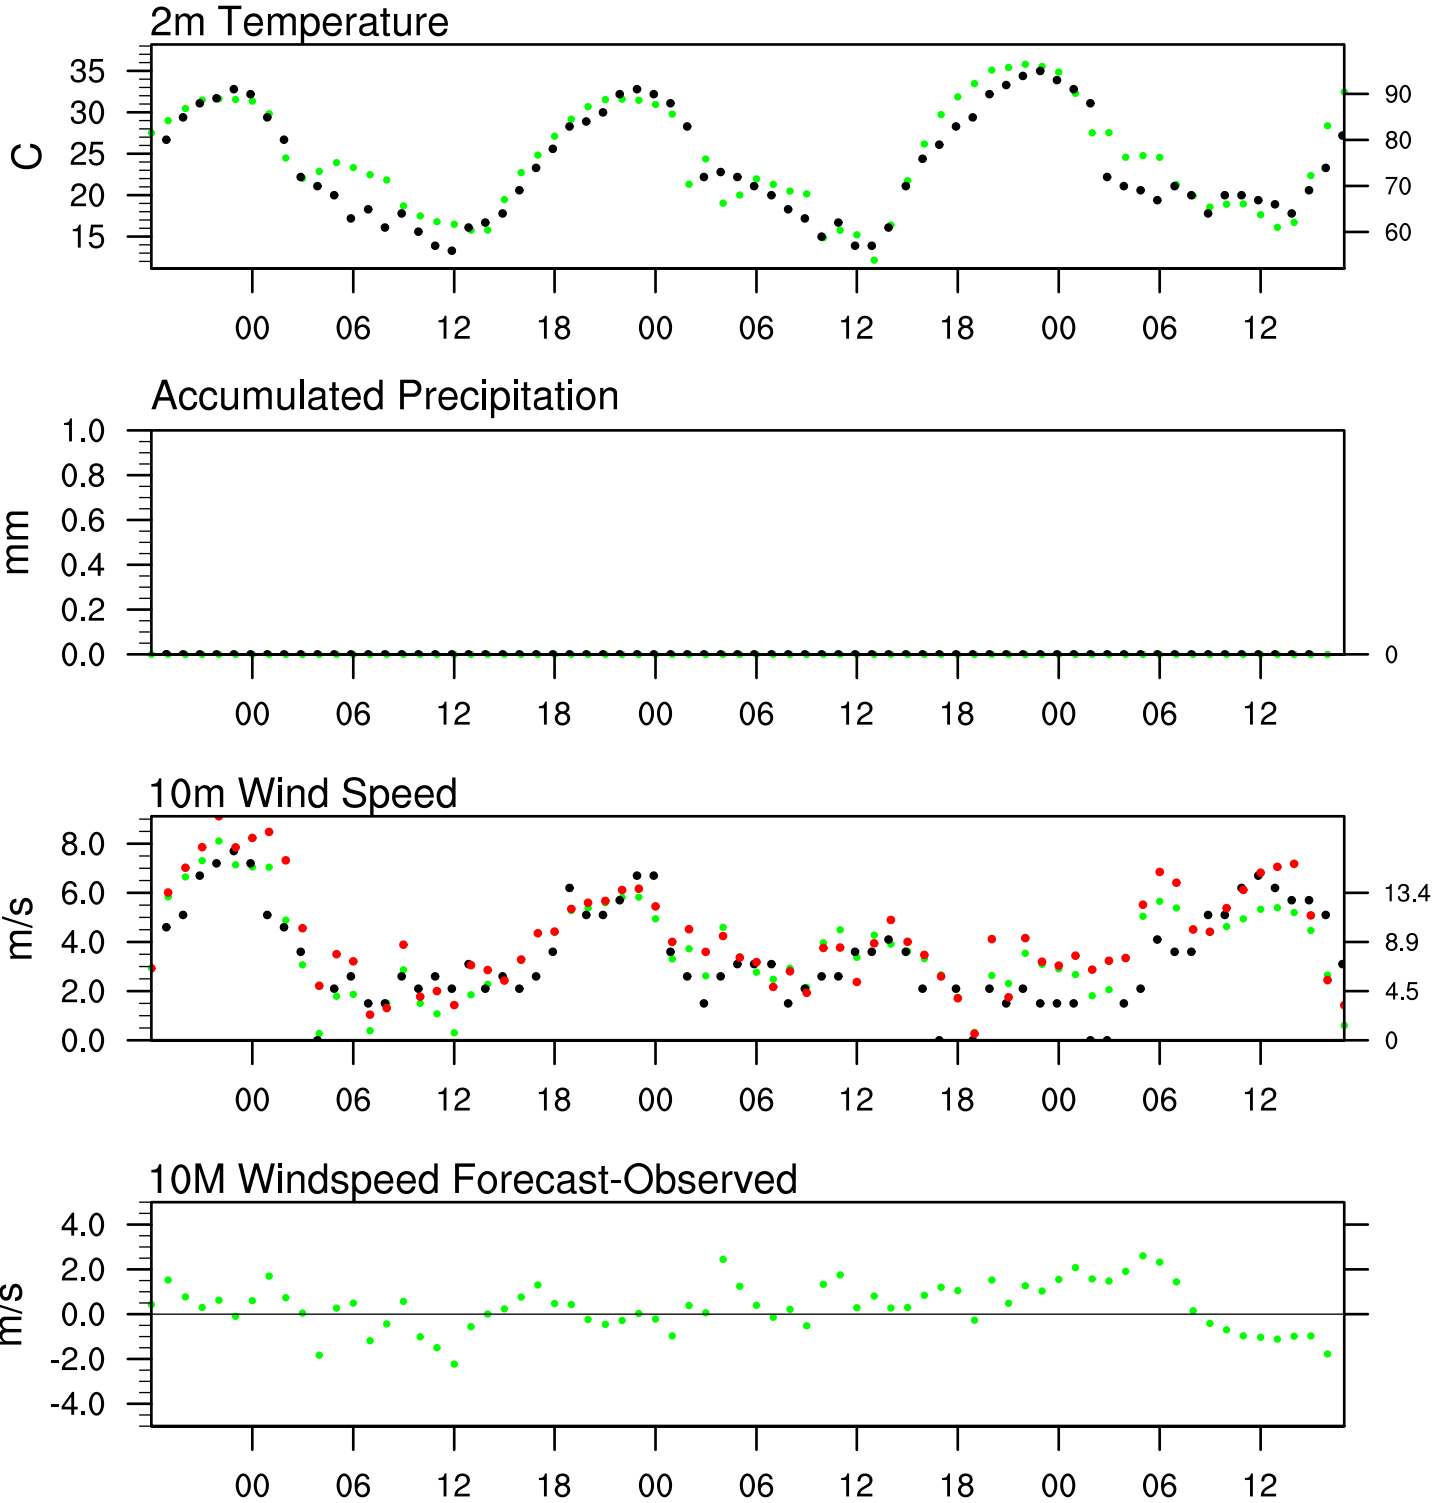 2m Temperature
35
30
25
20
15
C
90
80
70
60
00 06 12 18 00 06 12 18 00 06 12
Accumulated Precipitation
1.0
0.8
0.6
0.4
0.2
0.0
mm
0
00 06 12 18 00 06 12 18 00 06 12
10m Wind Speed
8.0
6.0
4.0
2.0
0.0
m/s
13.4
8.9
4.5
0
00 06 12 18 00 06 12 18 00 06 12
10M Windspeed Forecast-Observed
4.0
2.0
0.0
-2.0
-4.0
m/s
00 06 12 18 00 06 12 18 00 06 12